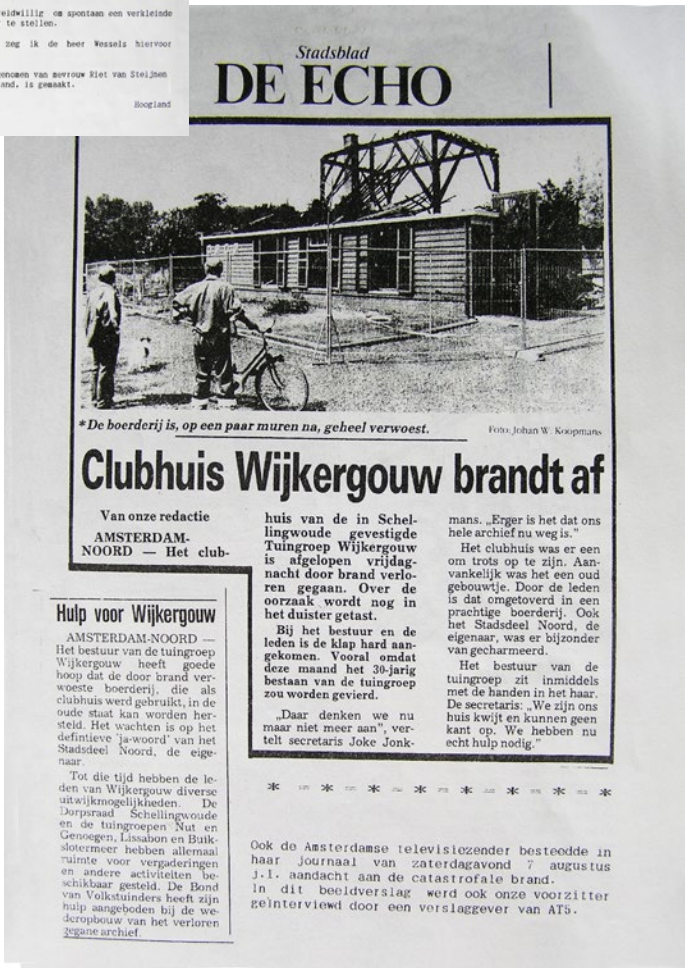 eidwillig om spontaan een verkleinde
te stellen.
zeg ik de heer Wessels hiervoor
enomen van mevrouw Riet van Steijnen
and, is gemaakt.
Hoogland
Stadsblad
DE ECHO
*De boerderij is, op een paar muren na, geheel verwoest.
Foto: Johan W. Koopmans
Clubhuis Wijkergouw brandt af
Van onze redactie
AMSTERDAM-
NOORD — Het club-
huis van de in Schel-
lingwoude gevestigde
Tuingroep Wijkergouw
is afgelopen vrijdag-
nacht door brand verlo-
ren gegaan. Over de
oorzaak wordt nog in
het duister getast.
Bij het bestuur en de
leden is de klap hard aan-
gekomen. Vooral omdat
deze maand het 30-jarig
bestaan van de tuingroep
zou worden gevierd.
„Daar denken we nu
maar niet meer aan”, ver-
telt secretaris Joke Jonk-
mans. „Erger is het dat ons
hele archief nu weg is.”
Het clubhuis was er een
om trots op te zijn. Aan-
vankelijk was het een oud
gebouwtje. Door de leden
is dat omgetoverd in een
prachtige boerderij. Ook
het Stadsdeel Noord, de
eigenaar, was er bijzonder
van gecharmeerd.
Het bestuur van de
tuingroep zit inmiddels
met de handen in het haar.
De secretaris: „We zijn ons
huis kwijt en kunnen geen
kant op. We hebben nu
echt hulp nodig.”
Hulp voor Wijkergouw
AMSTERDAM-NOORD —
Het bestuur van de tuingroep
Wijkergouw heeft goede
hoop dat de door brand ver-
woeste boerderij, die als
clubhuis werd gebruikt, in de
oude staat kan worden her-
steld. Het wachten is op het
defintieve 'ja-woord' van het
Stadsdeel Noord, de eige-
naar.
Tot die tijd hebben de le-
den van Wijkergouw diverse
uitwijkmogelijkheden. De
Dorpsraad Schellingwoude
en de tuingroepen Nut en
Genoegen, Lissabon en Buik-
slotermeer hebben allemaal
ruimte voor vergaderingen
en andere activiteiten be-
schikbaar gesteld. De Bond
van Volkstuinders heeft zijn
hulp aangeboden bij de we-
deropbouw van het verloren
gegane archief.
* = * = * = * = * = * = * = *
Ook de Amsterdamse televisiezender besteedde in
haar journaal van zaterdagavond 7 augustus
j.l. aandacht aan de catastrofale brand.
In dit beeldverslag werd ook onze voorzitter
geïnterviewd door een verslaggever van AT5.